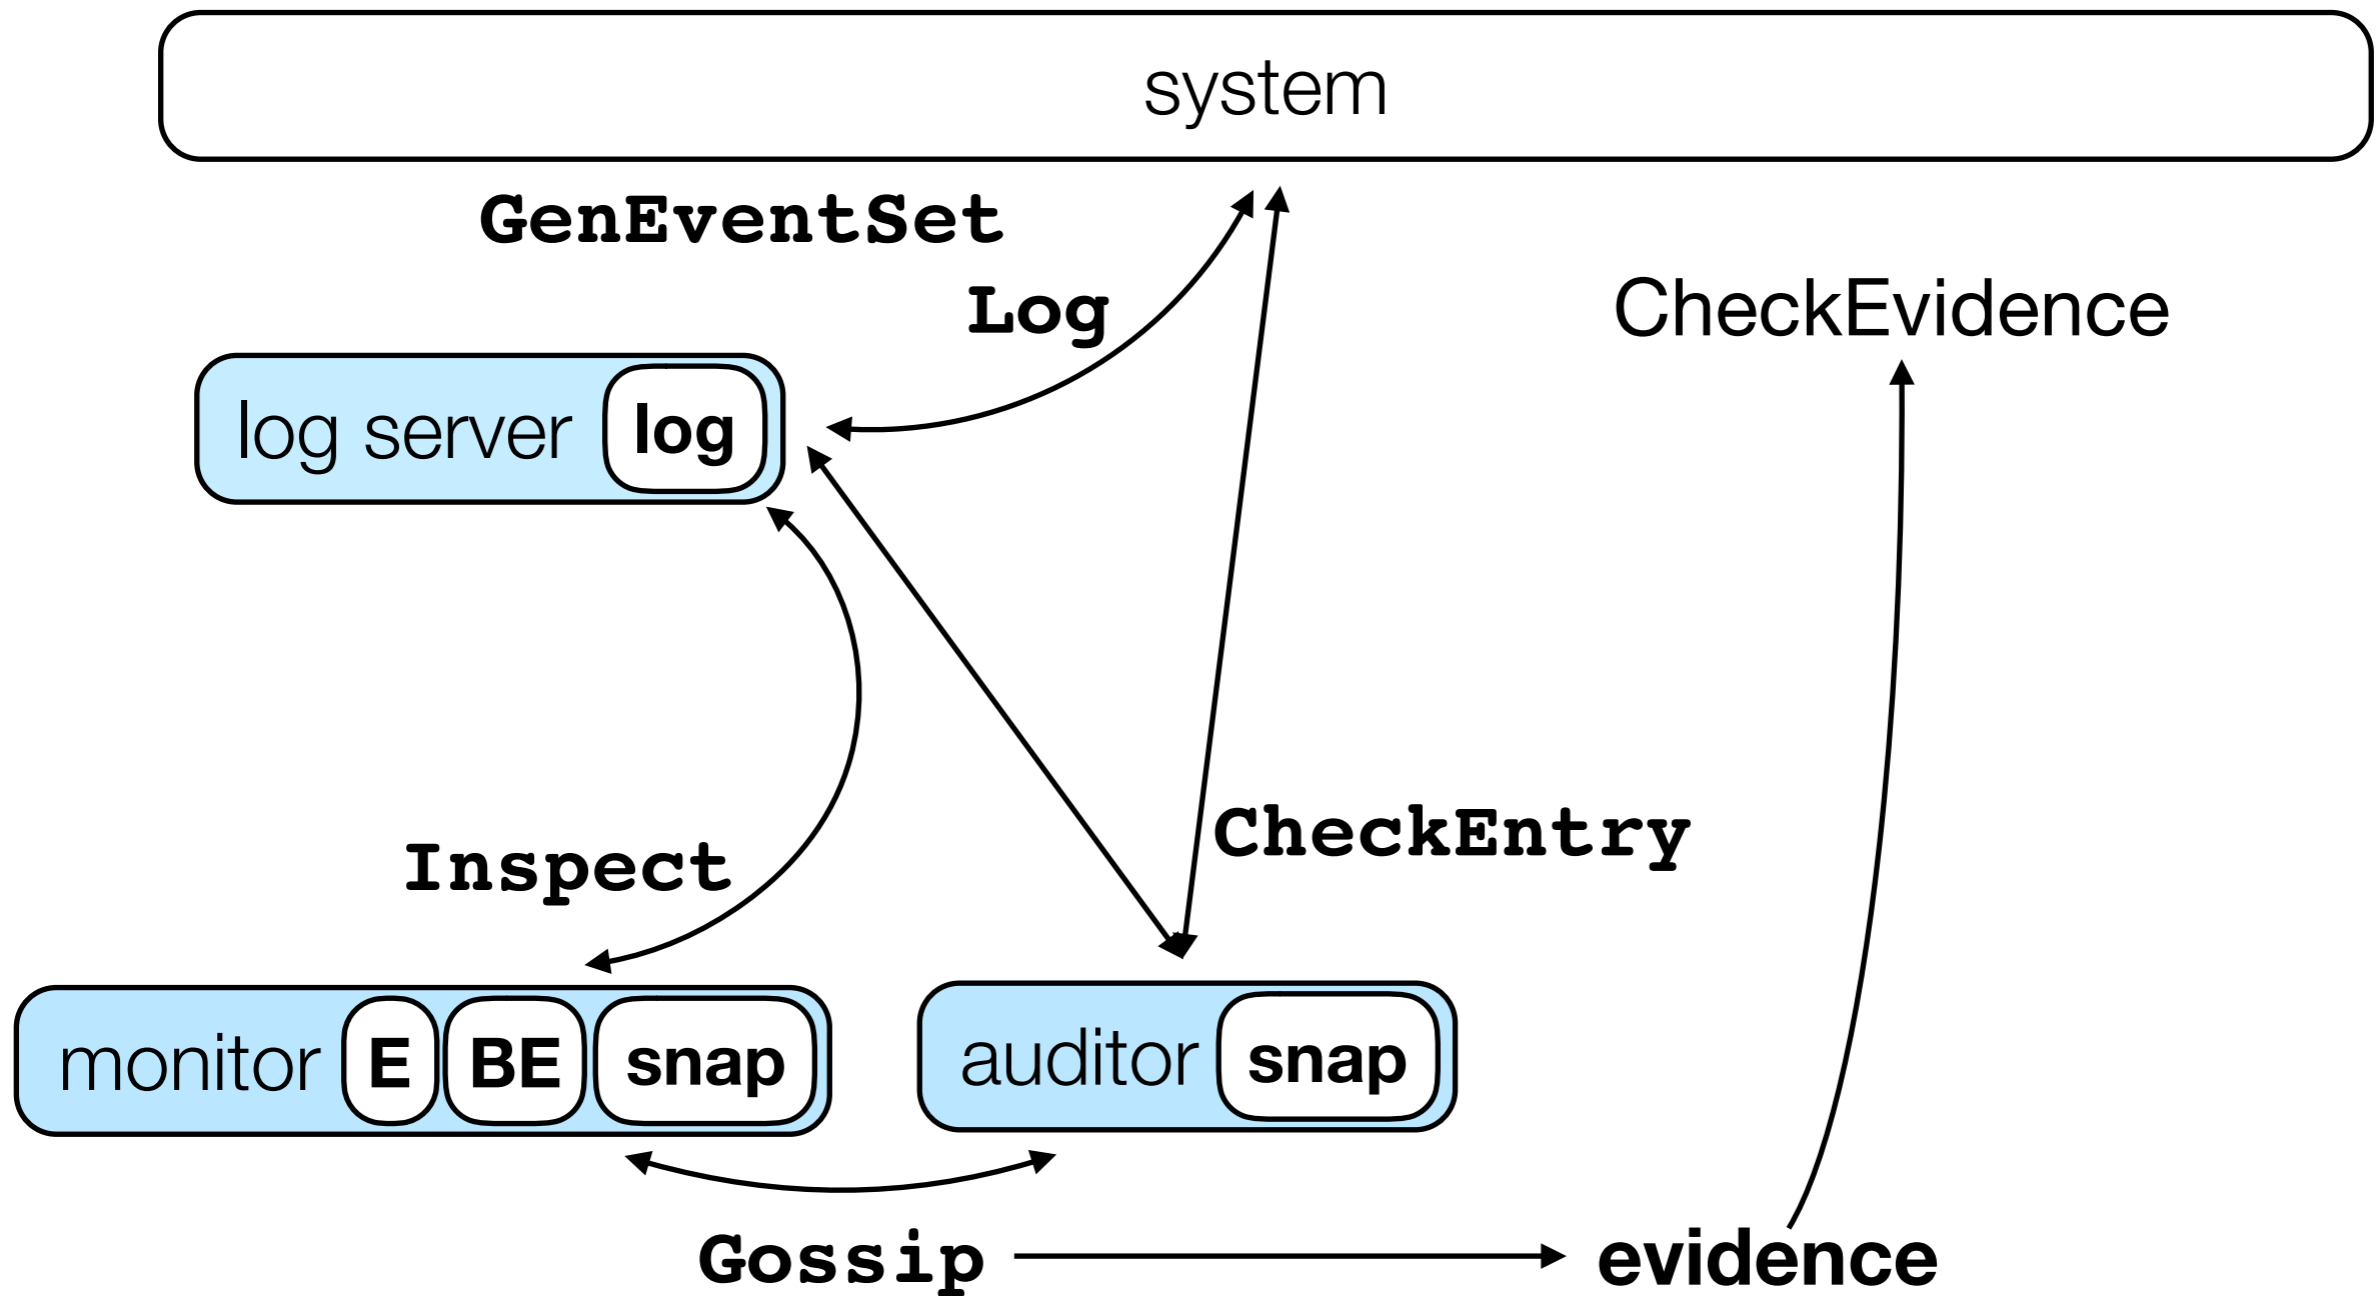 system
GenEventSet
Log
CheckEvidence
log server log
CheckEntry
Inspect
monitor E BE snap
auditor snap
Gossip
evidence